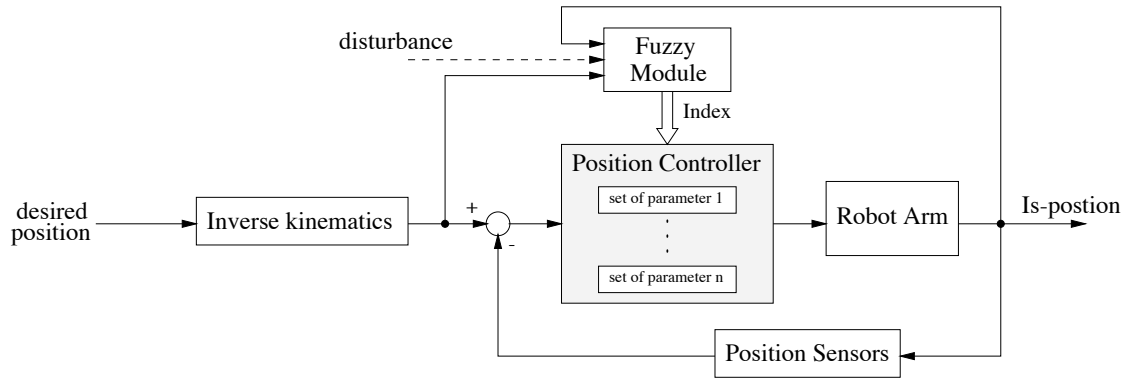 disturbance
Fuzzy
Module
Index
Position Controller
set of parameter 1
set of parameter n
desired
position
Inverse kinematics
+
-
Robot Arm
Is-postion
Position Sensors